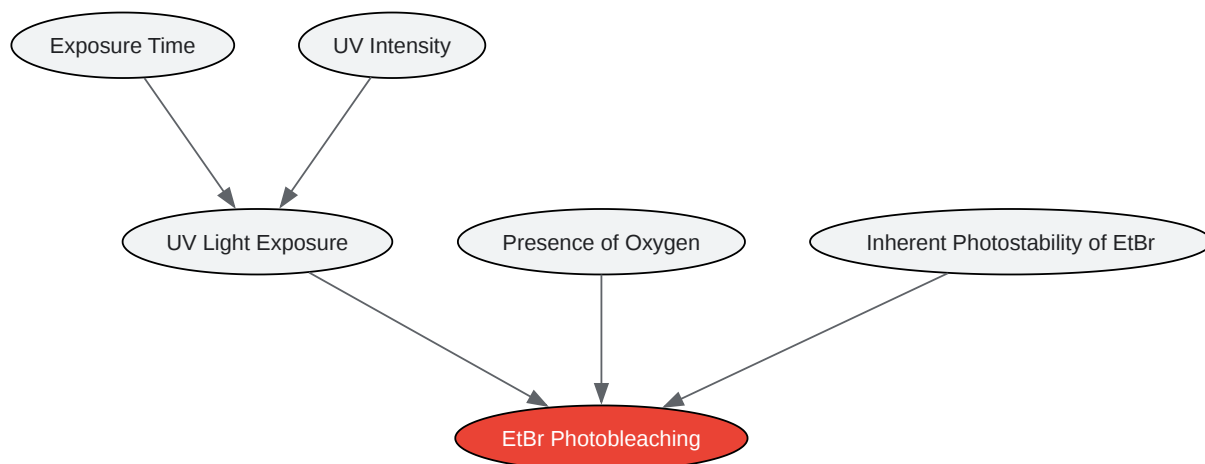 Exposure Time
UV Intensity
UV Light Exposure
Presence of Oxygen
Inherent Photostability of EtBr
EtBr Photobleaching